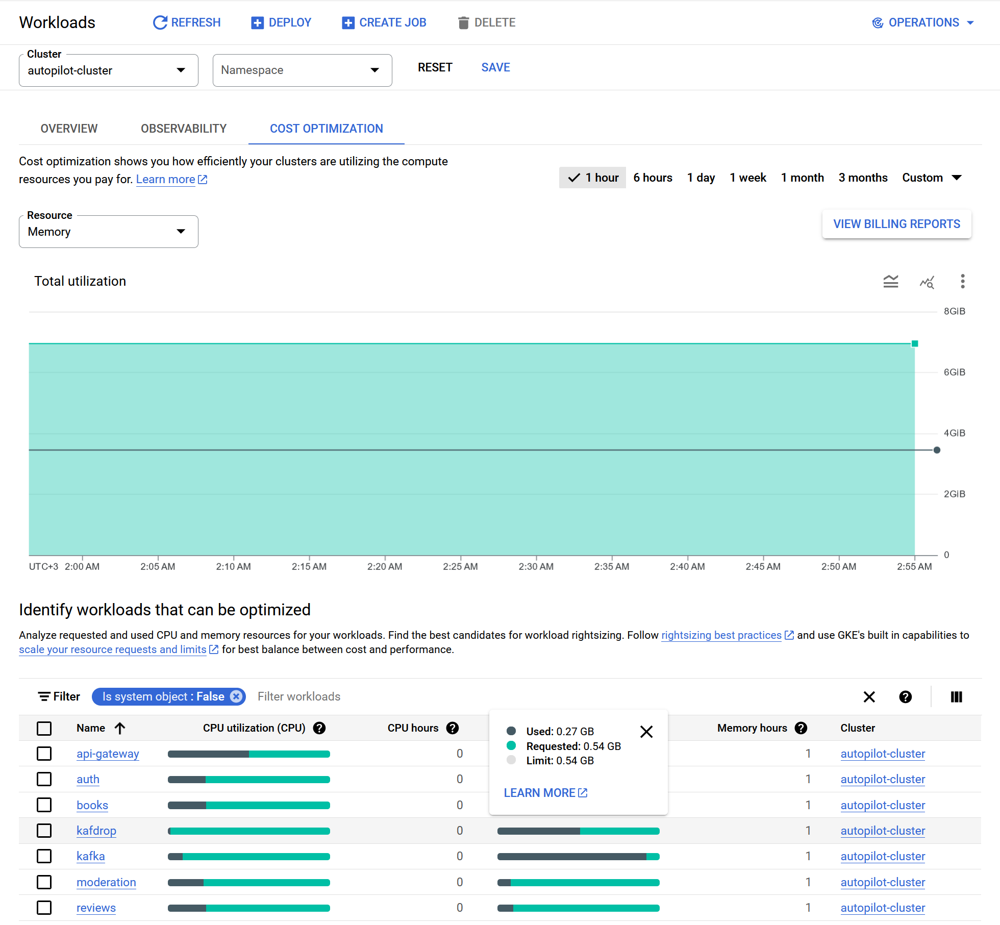 Workloads
REFRESH
DEPLOY
CREATE JOB
DELETE
OPERATIONS
Cluster
autopilot-cluster
Namespace
RESET
SAVE
OVERVIEW
OBSERVABILITY
COST OPTIMIZATION
Cost optimization shows you how efficiently your clusters are utilizing the compute
resources you pay for. Learn more
1 hour
6 hours
1 day
1 week
1 month
3 months
Custom
Resource
Memory
VIEW BILLING REPORTS
Total utilization
8GiB
6GiB
4GiB
2GiB
0
UTC+3
2:00 AM
2:05 AM
2:10 AM
2:15 AM
2:20 AM
2:25 AM
2:30 AM
2:35 AM
2:40 AM
2:45 AM
2:50 AM
2:55 AM
Identify workloads that can be optimized
Analyze requested and used CPU and memory resources for your workloads. Find the best candidates for workload rightsizing. Follow rightsizing best practices and use GKE's built in capabilities to
scale your resource requests and limits for best balance between cost and performance.
Filter
Is system object : False
Filter workloads
Name
CPU utilization (CPU)
CPU hours
Memory hours
Cluster
Used: 0.27 GB
Requested: 0.54 GB
Limit: 0.54 GB
LEARN MORE
api-gateway 0 1 autopilot-cluster
auth 0 1 autopilot-cluster
books 0 1 autopilot-cluster
kafdrop 0 1 autopilot-cluster
kafka 0 1 autopilot-cluster
moderation 0 1 autopilot-cluster
reviews 0 1 autopilot-cluster